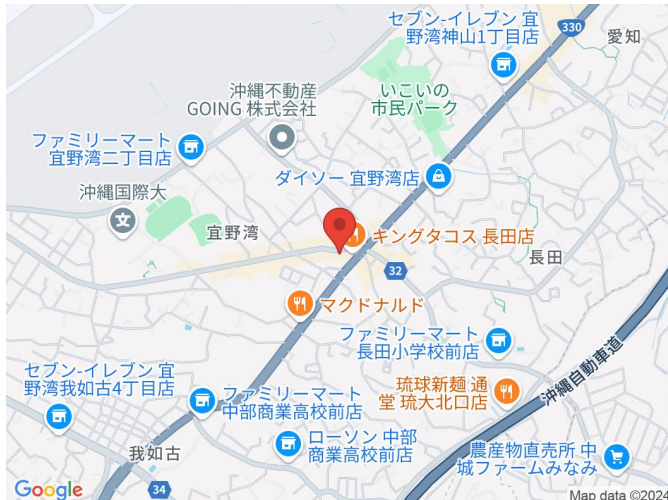 セブン-イレブン 宜
野湾神山1丁目店
330
愛知
沖縄不動産
GOING 株式会社
いこいの
市民パーク
ファミリーマート
宜野湾二丁目店
ダイソー 宜野湾店
沖縄国際大
文
宜野湾
キングタコス 長田店
長田
32
マクドナルド
ファミリーマート
長田小学校前店
沖縄自動車道
セブン-イレブン 宜
野湾我如古4丁目店
ファミリーマート
中部商業高校前店
琉球新麺 通
堂 琉大北口店
我如古
ローソン 中部
商業高校前店
農産物直売所 中
城ファームみなみ
34
Google
Map data ©2024